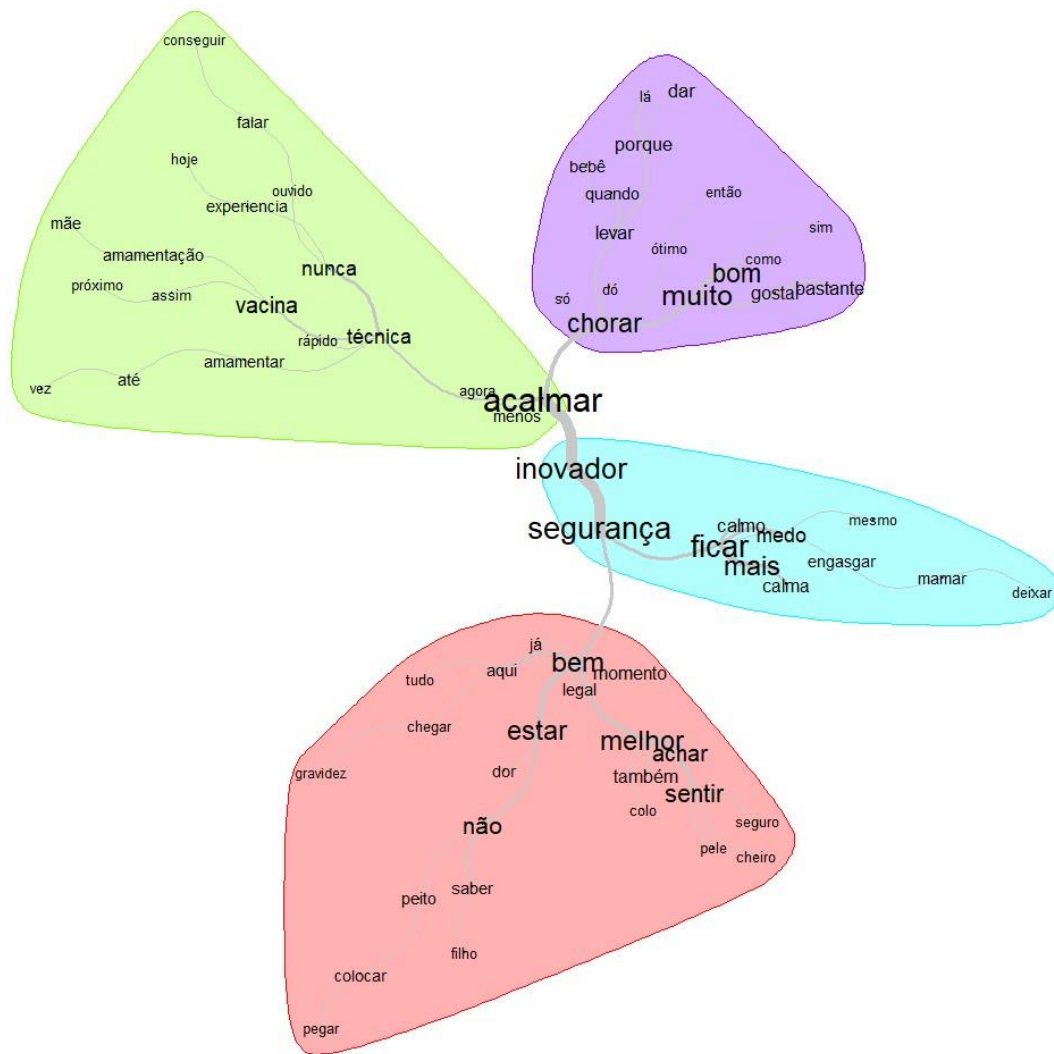 conseguir
falar
hoje
ouvido
experiencia
mãe
amamentação
nunca
próximo
assim
vacina
rápido
técnica
amamentar
até
vez
agora
acalmar
menos
lá
dar
porque
bebê
quando
então
levar
ótimo
sim
como
bom
só
dó
muito
gostar
bastante
chorar
inovador
segurança
calmo
medo
mesmo
ficar
mais
engasgar
calma
mamar
deixar
já
bem
momento
tudo
aqui
legal
chegar
estar
melhor
achar
gravidez
dor
também
sentir
colo
seguro
não
pele
cheiro
saber
peito
filho
colocar
pegar